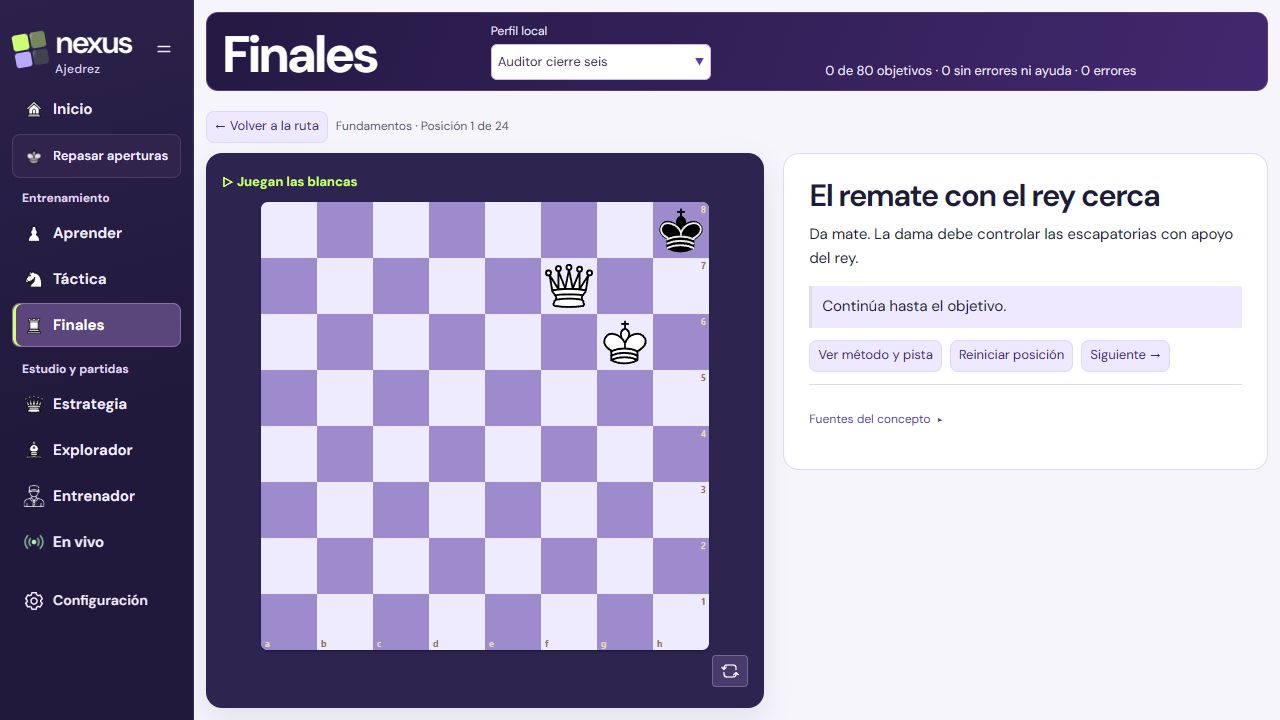 nexus
Ajedrez
Inicio
Repasar aperturas
Entrenamiento
Aprender
Táctica
Finales
Estudio y partidas
Estrategia
Explorador
Entrenador
En vivo
Configuración
Finales
Perfil local
Auditor cierre seis
0 de 80 objetivos · 0 sin errores ni ayuda · 0 errores
← Volver a la ruta
Fundamentos · Posición 1 de 24
Juegan las blancas
8
7
6
5
4
3
2
1
a b c d e f g h
El remate con el rey cerca
Da mate. La dama debe controlar las escapatorias con apoyo
del rey.
Continúa hasta el objetivo.
Ver método y pista
Reiniciar posición
Siguiente →
Fuentes del concepto